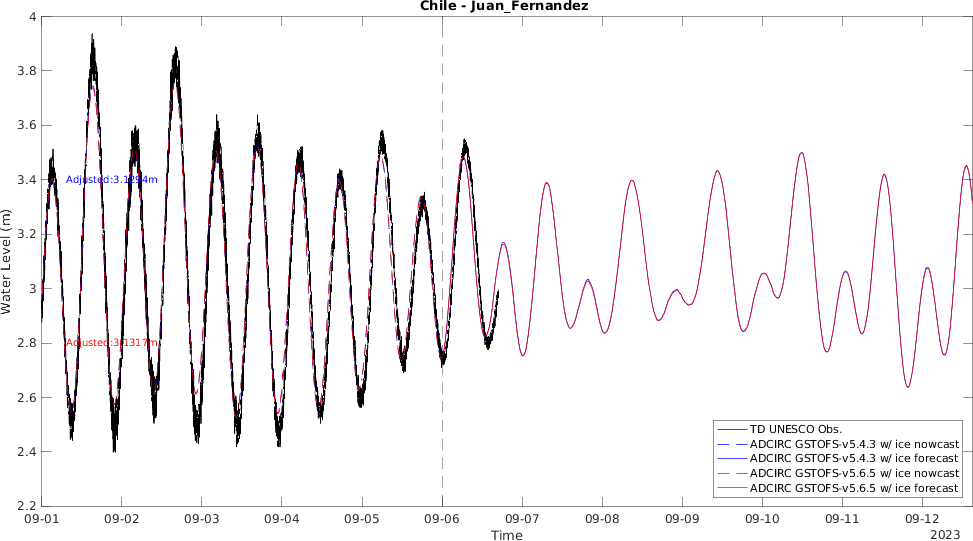 Chile - Juan_Fernandez
4
3.8
3.6
3.4
3.2
3
2.8
2.6
2.4
2.2
Water Level (m)
Adjusted:3.1294m
Adjusted:3.1317m
TD UNESCO Obs.
ADCIRC GSTOFS-v5.4.3 w/ ice nowcast
ADCIRC GSTOFS-v5.4.3 w/ ice forecast
ADCIRC GSTOFS-v5.6.5 w/ ice nowcast
ADCIRC GSTOFS-v5.6.5 w/ ice forecast
09-01 09-02 09-03 09-04 09-05 09-06 09-07 09-08 09-09 09-10 09-11 09-12
2023
Time